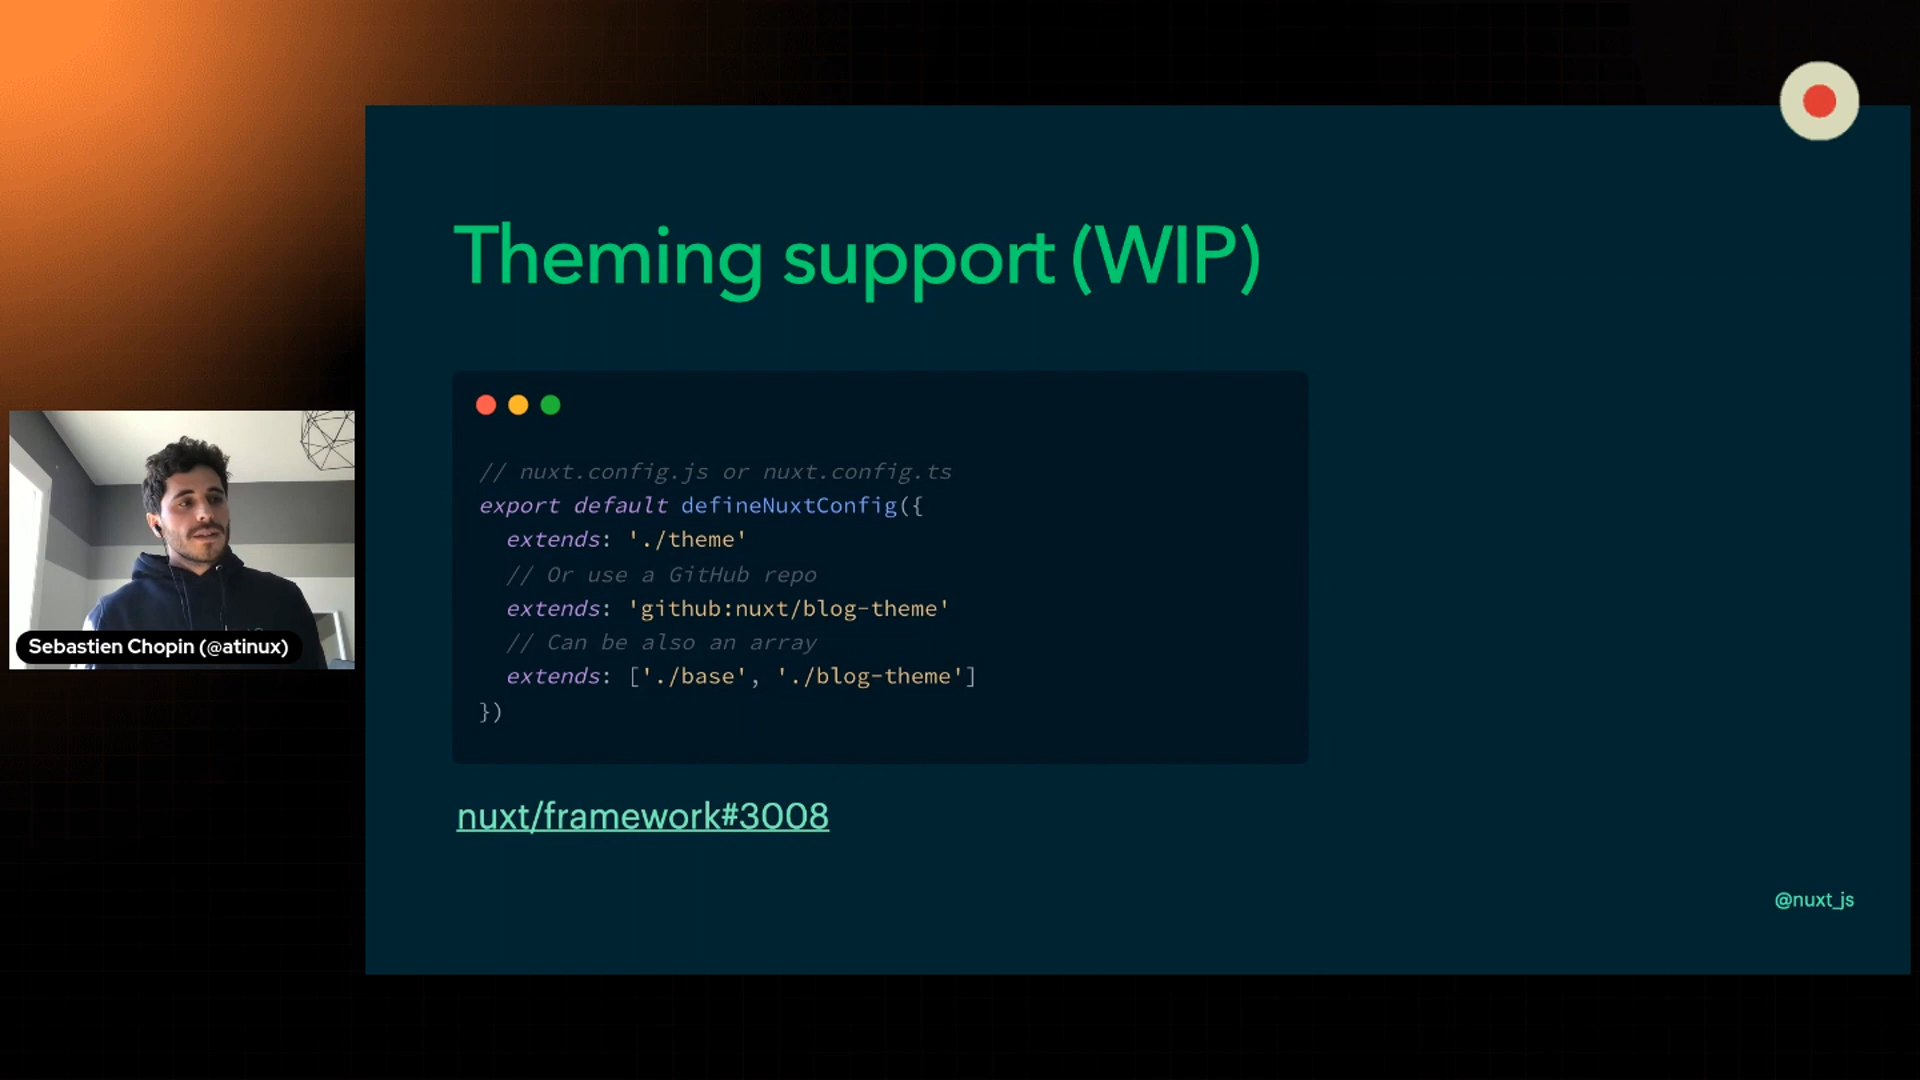 Theming support (WIP)
// nuxt.config.js or nuxt.config.ts
export default defineNuxtConfig({
  extends: './theme'
  // Or use a GitHub repo
  extends: 'github:nuxt/blog-theme'
  // Can be also an array
  extends: ['./base', './blog-theme']
})
nuxt/framework#3008
@nuxt_js
Sebastien Chopin (@atinux)